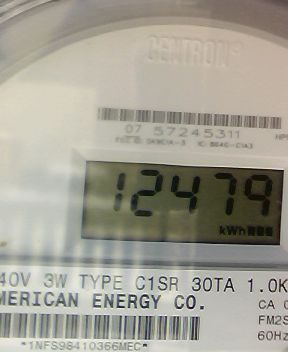 CENTRON®
07 57245311
12479
kWh
40V 3W TYPE C1SR 30TA 1.0K
MERICAN ENERGY CO.
CA 0
FM2S
60Hz
*1NFS98410366MEC*